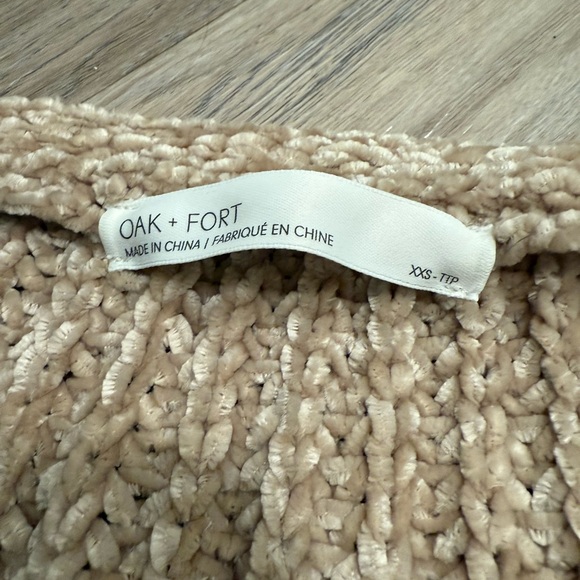 OAK + FORT
MADE IN CHINA / FABRIQUÉ EN CHINE
XXS - TTP